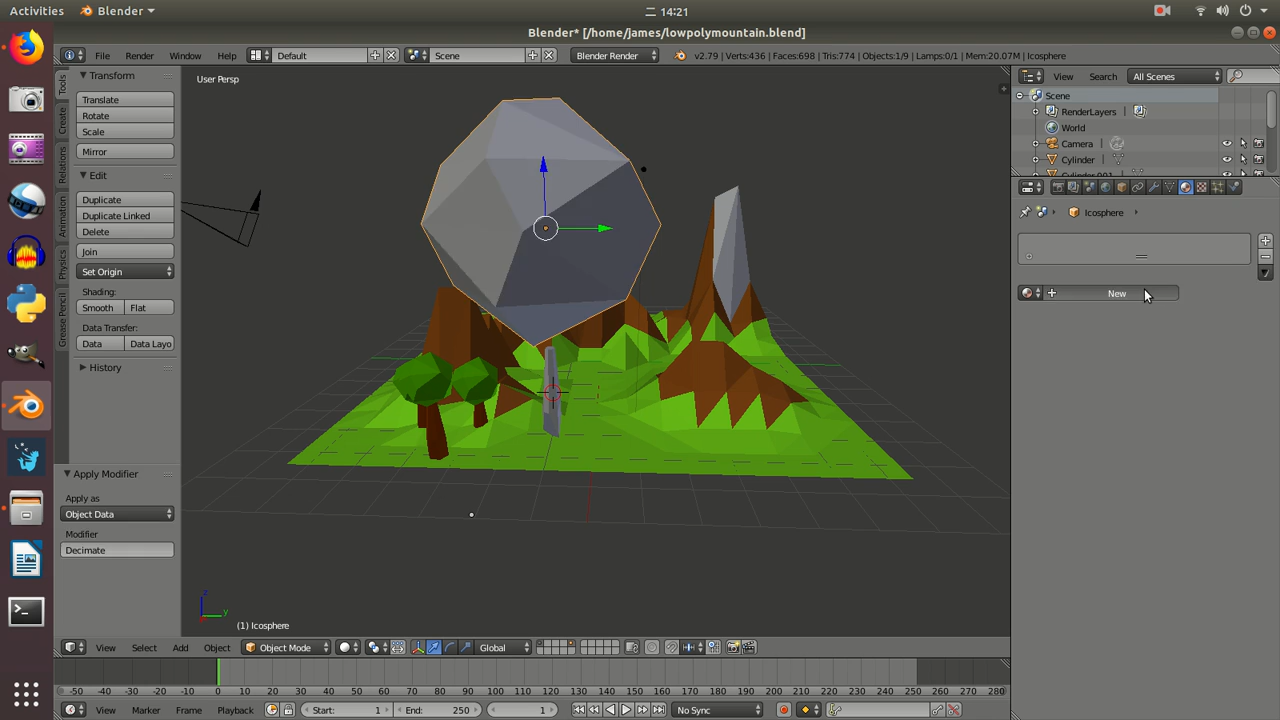 Activities Blender 14:21
Blender* [/home/james/lowpolymountain.blend]
File Render Window Help Default Scene Blender Render v2.79 | Verts:436 | Faces:698 | Tris:774 | Objects:1/9 | Lamps:0/1 | Mem:20.07M | Icosphere
Tools
Create
Relations
Animation
Physics
Grease Pencil
Transform
Translate
Rotate
Scale
Mirror
Edit
Duplicate
Duplicate Linked
Delete
Join
Set Origin
Shading:
Smooth Flat
Data Transfer:
Data Data Layo
History
Apply Modifier
Apply as
Object Data
Modifier
Decimate
User Persp
z
y
(1) Icosphere
View Search All Scenes
Scene
RenderLayers
World
Camera
Cylinder
Cylinder.001
Icosphere
New
View Select Add Object Object Mode Global
-50 -40 -30 -20 -10 0 10 20 30 40 50 60 70 80 90 100 110 120 130 140 150 160 170 180 190 200 210 220 230 240 250 260 270 280
View Marker Frame Playback Start: 1 End: 250 1 No Sync